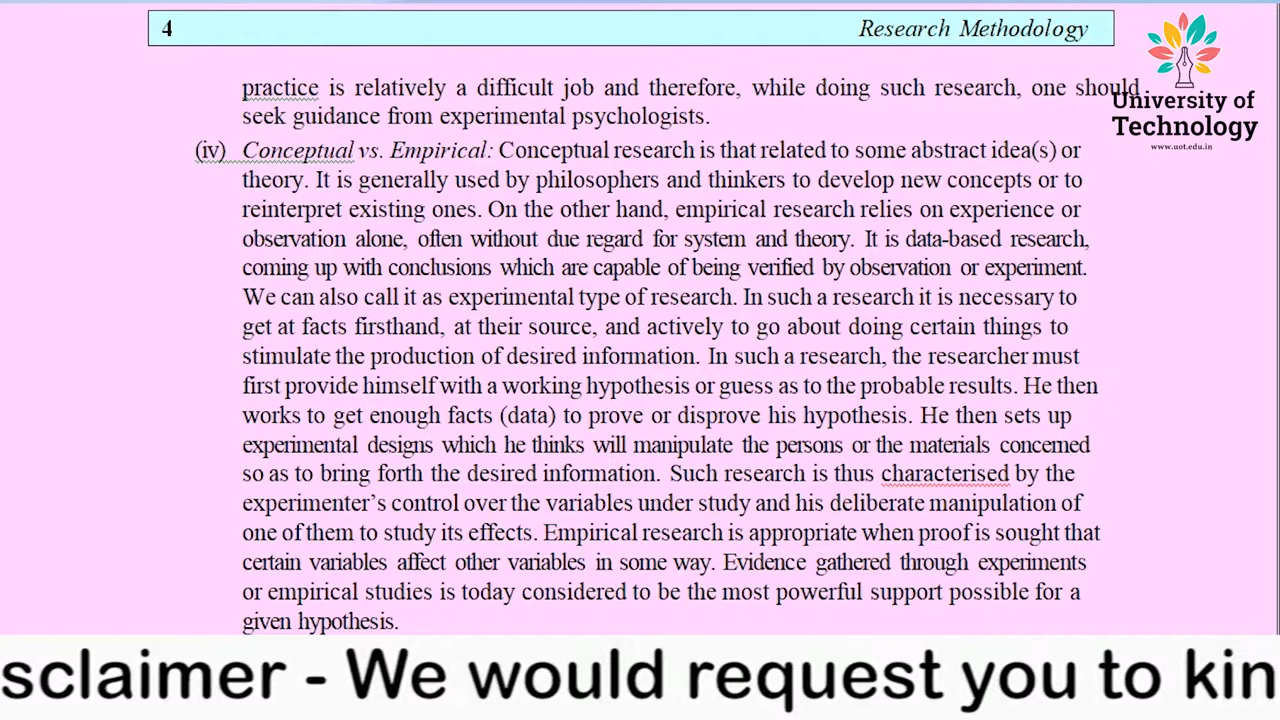 4
Research Methodology
practice is relatively a difficult job and therefore, while doing such research, one should
seek guidance from experimental psychologists.
University of
Technology
www.uot.edu.in
(iv) Conceptual vs. Empirical: Conceptual research is that related to some abstract idea(s) or
theory. It is generally used by philosophers and thinkers to develop new concepts or to
reinterpret existing ones. On the other hand, empirical research relies on experience or
observation alone, often without due regard for system and theory. It is data-based research,
coming up with conclusions which are capable of being verified by observation or experiment.
We can also call it as experimental type of research. In such a research it is necessary to
get at facts firsthand, at their source, and actively to go about doing certain things to
stimulate the production of desired information. In such a research, the researcher must
first provide himself with a working hypothesis or guess as to the probable results. He then
works to get enough facts (data) to prove or disprove his hypothesis. He then sets up
experimental designs which he thinks will manipulate the persons or the materials concerned
so as to bring forth the desired information. Such research is thus characterised by the
experimenter’s control over the variables under study and his deliberate manipulation of
one of them to study its effects. Empirical research is appropriate when proof is sought that
certain variables affect other variables in some way. Evidence gathered through experiments
or empirical studies is today considered to be the most powerful support possible for a
given hypothesis.
sclaimer - We would request you to kin